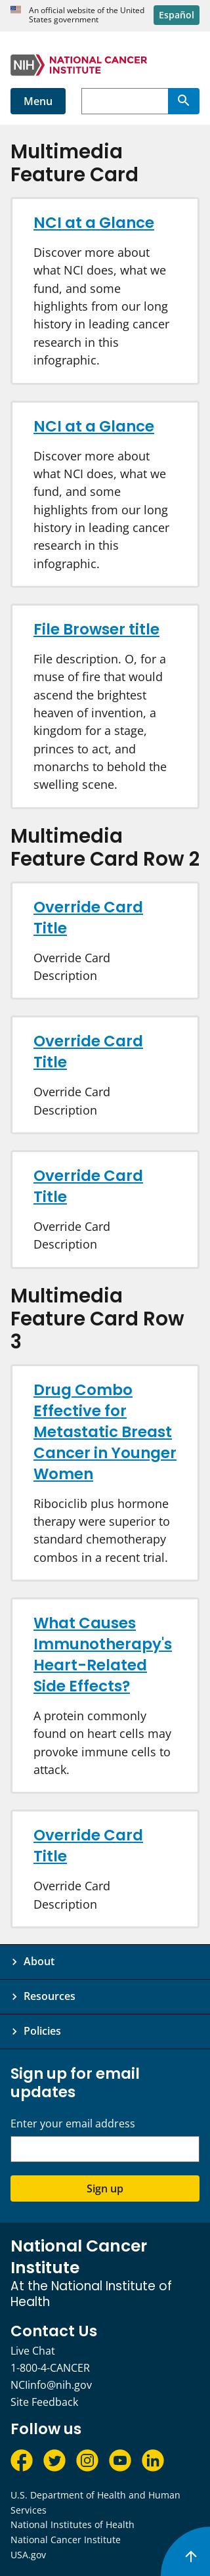 An official website of the United
States government
Español
NIH NATIONAL CANCER
INSTITUTE
Menu
Multimedia
Feature Card
NCI at a Glance
Discover more about
what NCI does, what we
fund, and some
highlights from our long
history in leading cancer
research in this
infographic.
NCI at a Glance
Discover more about
what NCI does, what we
fund, and some
highlights from our long
history in leading cancer
research in this
infographic.
File Browser title
File description. O, for a
muse of fire that would
ascend the brightest
heaven of invention, a
kingdom for a stage,
princes to act, and
monarchs to behold the
swelling scene.
Multimedia
Feature Card Row 2
Override Card
Title
Override Card
Description
Override Card
Title
Override Card
Description
Override Card
Title
Override Card
Description
Multimedia
Feature Card Row
3
Drug Combo
Effective for
Metastatic Breast
Cancer in Younger
Women
Ribociclib plus hormone
therapy were superior to
standard chemotherapy
combos in a recent trial.
What Causes
Immunotherapy's
Heart-Related
Side Effects?
A protein commonly
found on heart cells may
provoke immune cells to
attack.
Override Card
Title
Override Card
Description
About
Resources
Policies
Sign up for email
updates
Enter your email address
Sign up
National Cancer
Institute
At the National Institute of
Health
Contact Us
Live Chat
1-800-4-CANCER
NCIinfo@nih.gov
Site Feedback
Follow us
U.S. Department of Health and Human
Services
National Institutes of Health
National Cancer Institute
USA.gov